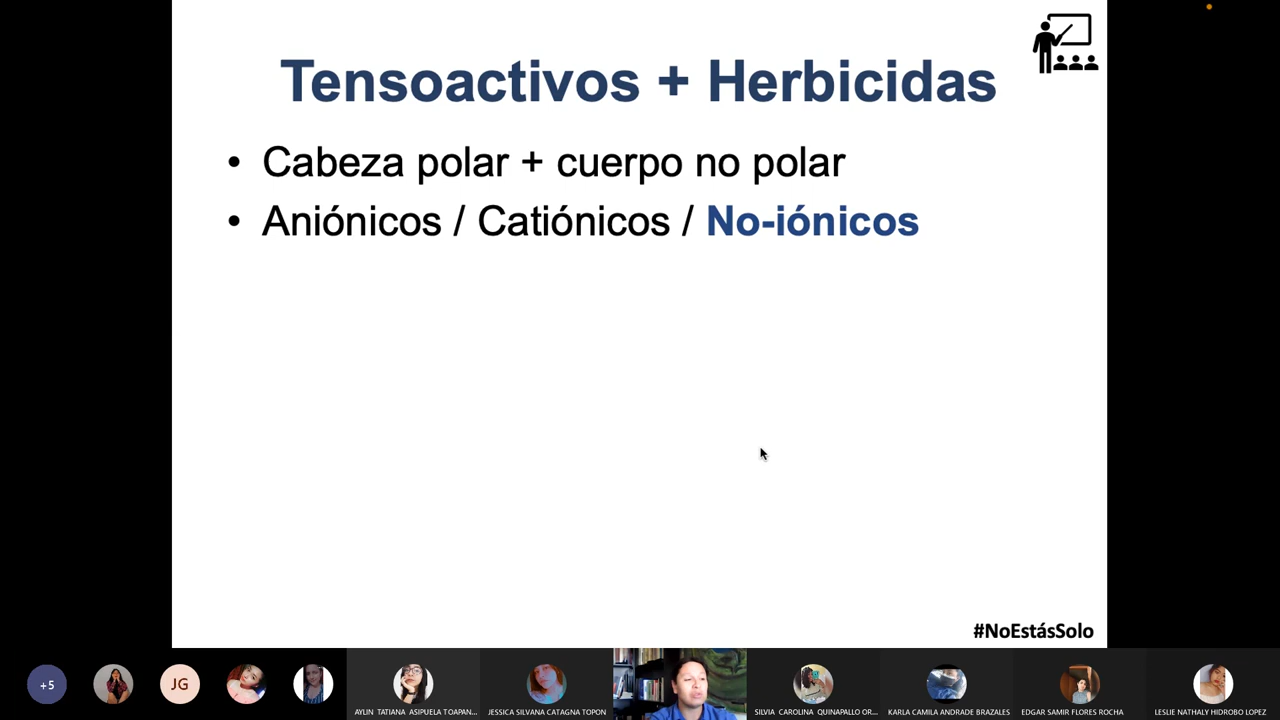 Tensoactivos + Herbicidas
• Cabeza polar + cuerpo no polar
• Aniónicos / Catiónicos / No-iónicos
#NoEstásSolo
+5
JG
AYLIN TATIANA ASIPUELA TOAPAN...
JESSICA SILVANA CATAGNA TOPON
SILVIA CAROLINA QUINAPALLO OR...
KARLA CAMILA ANDRADE BRAZALES
EDGAR SAMIR FLORES ROCHA
LESLIE NATHALY HIDROBO LOPEZ